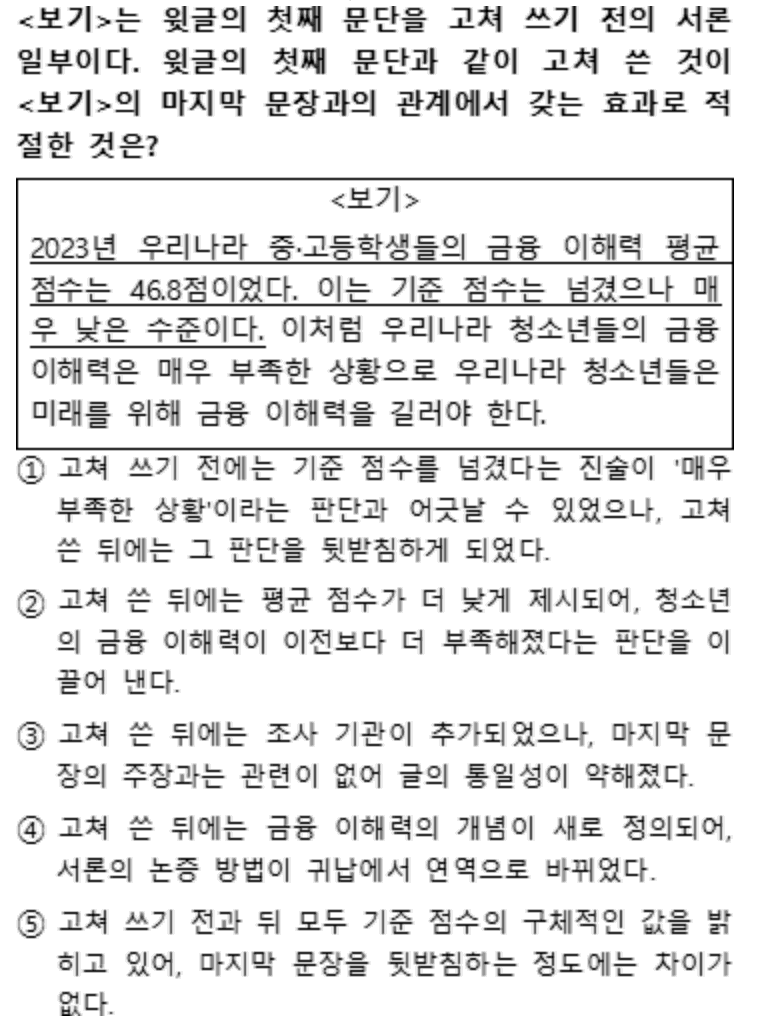 <보기>는 윗글의 첫째 문단을 고쳐 쓰기 전의 서론
일부이다. 윗글의 첫째 문단과 같이 고쳐 쓴 것이
<보기>의 마지막 문장과의 관계에서 갖는 효과로 적
절한 것은?
<보기>
2023년 우리나라 중·고등학생들의 금융 이해력 평균
점수는 46.8점이었다. 이는 기준 점수는 넘겼으나 매
우 낮은 수준이다. 이처럼 우리나라 청소년들의 금융
이해력은 매우 부족한 상황으로 우리나라 청소년들은
미래를 위해 금융 이해력을 길러야 한다.
① 고쳐 쓰기 전에는 기준 점수를 넘겼다는 진술이 '매우
부족한 상황'이라는 판단과 어긋날 수 있었으나, 고쳐
쓴 뒤에는 그 판단을 뒷받침하게 되었다.
② 고쳐 쓴 뒤에는 평균 점수가 더 낮게 제시되어, 청소년
의 금융 이해력이 이전보다 더 부족해졌다는 판단을 이
끌어 낸다.
③ 고쳐 쓴 뒤에는 조사 기관이 추가되었으나, 마지막 문
장의 주장과는 관련이 없어 글의 통일성이 약해졌다.
④ 고쳐 쓴 뒤에는 금융 이해력의 개념이 새로 정의되어,
서론의 논증 방법이 귀납에서 연역으로 바뀌었다.
⑤ 고쳐 쓰기 전과 뒤 모두 기준 점수의 구체적인 값을 밝
히고 있어, 마지막 문장을 뒷받침하는 정도에는 차이가
없다.